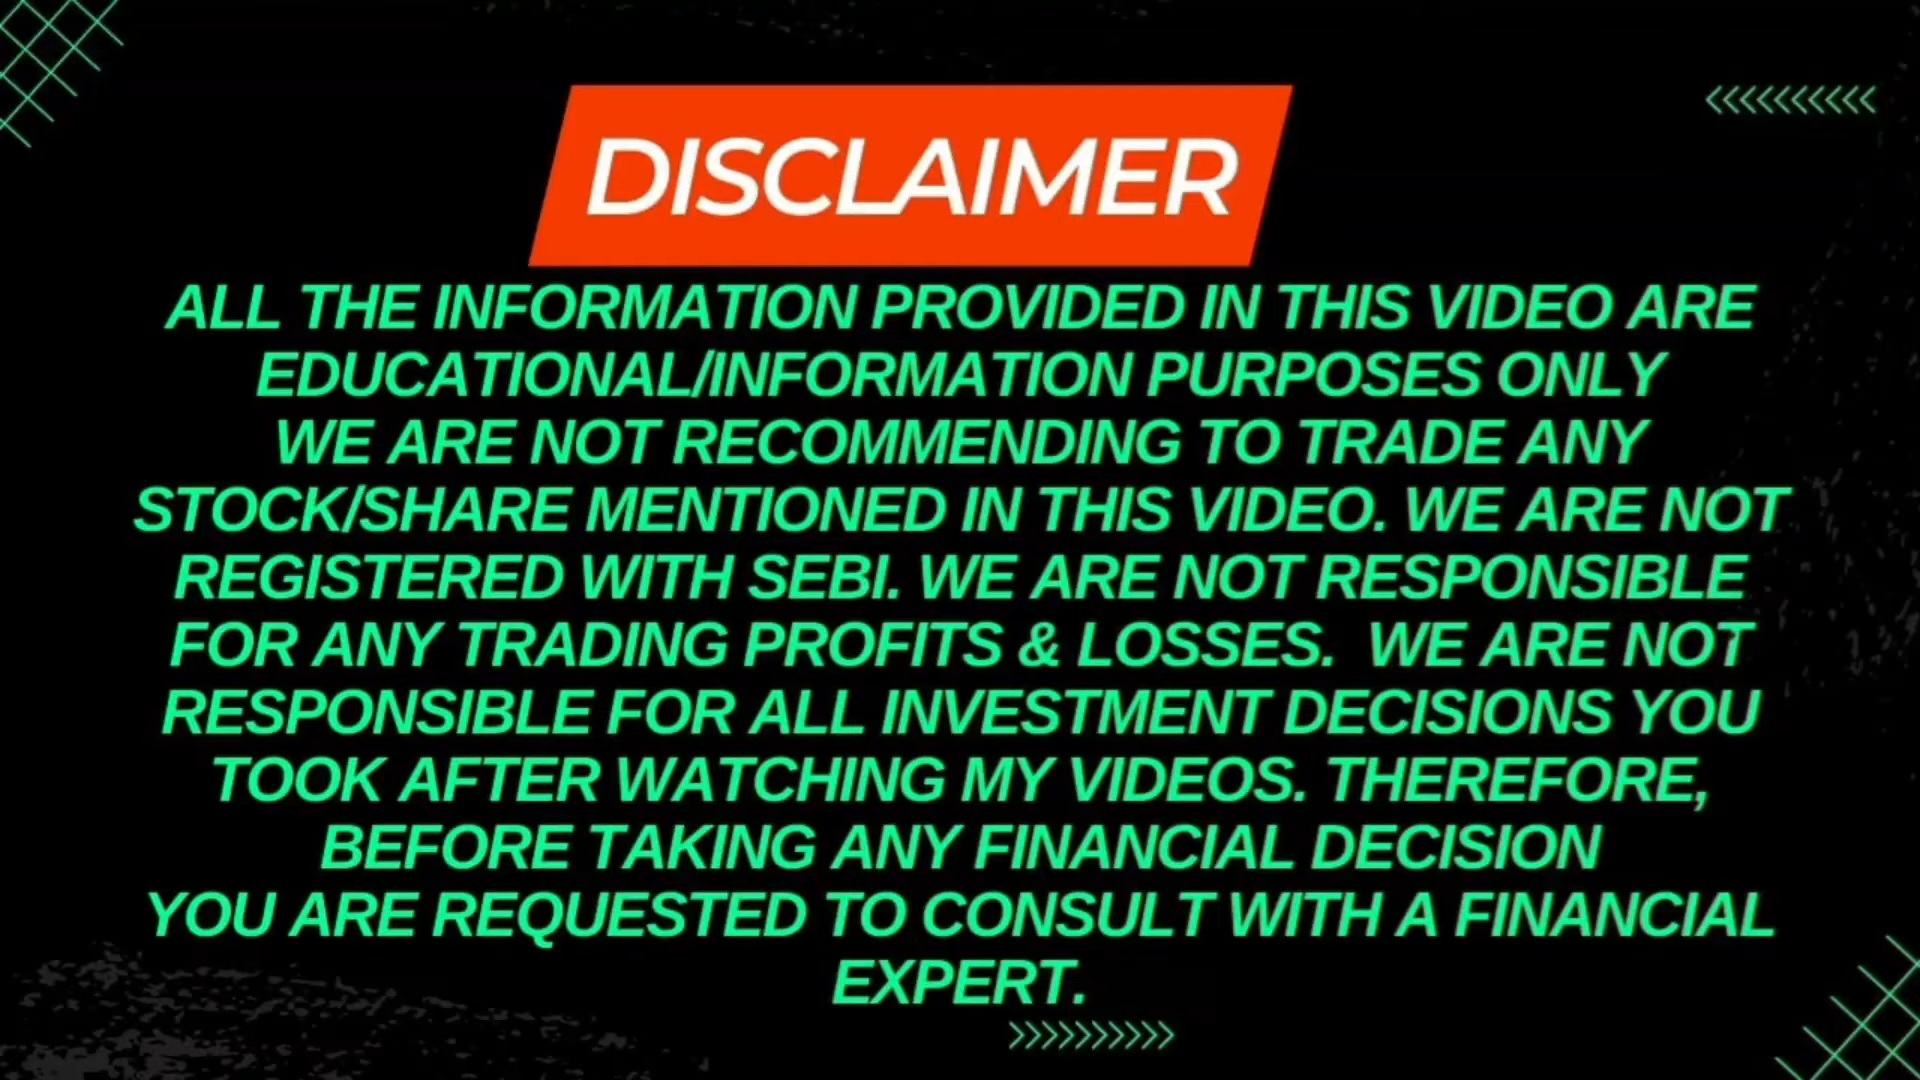 DISCLAIMER
ALL THE INFORMATION PROVIDED IN THIS VIDEO ARE
EDUCATIONAL/INFORMATION PURPOSES ONLY
WE ARE NOT RECOMMENDING TO TRADE ANY
STOCK/SHARE MENTIONED IN THIS VIDEO. WE ARE NOT
REGISTERED WITH SEBI. WE ARE NOT RESPONSIBLE
FOR ANY TRADING PROFITS & LOSSES. WE ARE NOT
RESPONSIBLE FOR ALL INVESTMENT DECISIONS YOU
TOOK AFTER WATCHING MY VIDEOS. THEREFORE,
BEFORE TAKING ANY FINANCIAL DECISION
YOU ARE REQUESTED TO CONSULT WITH A FINANCIAL
EXPERT.